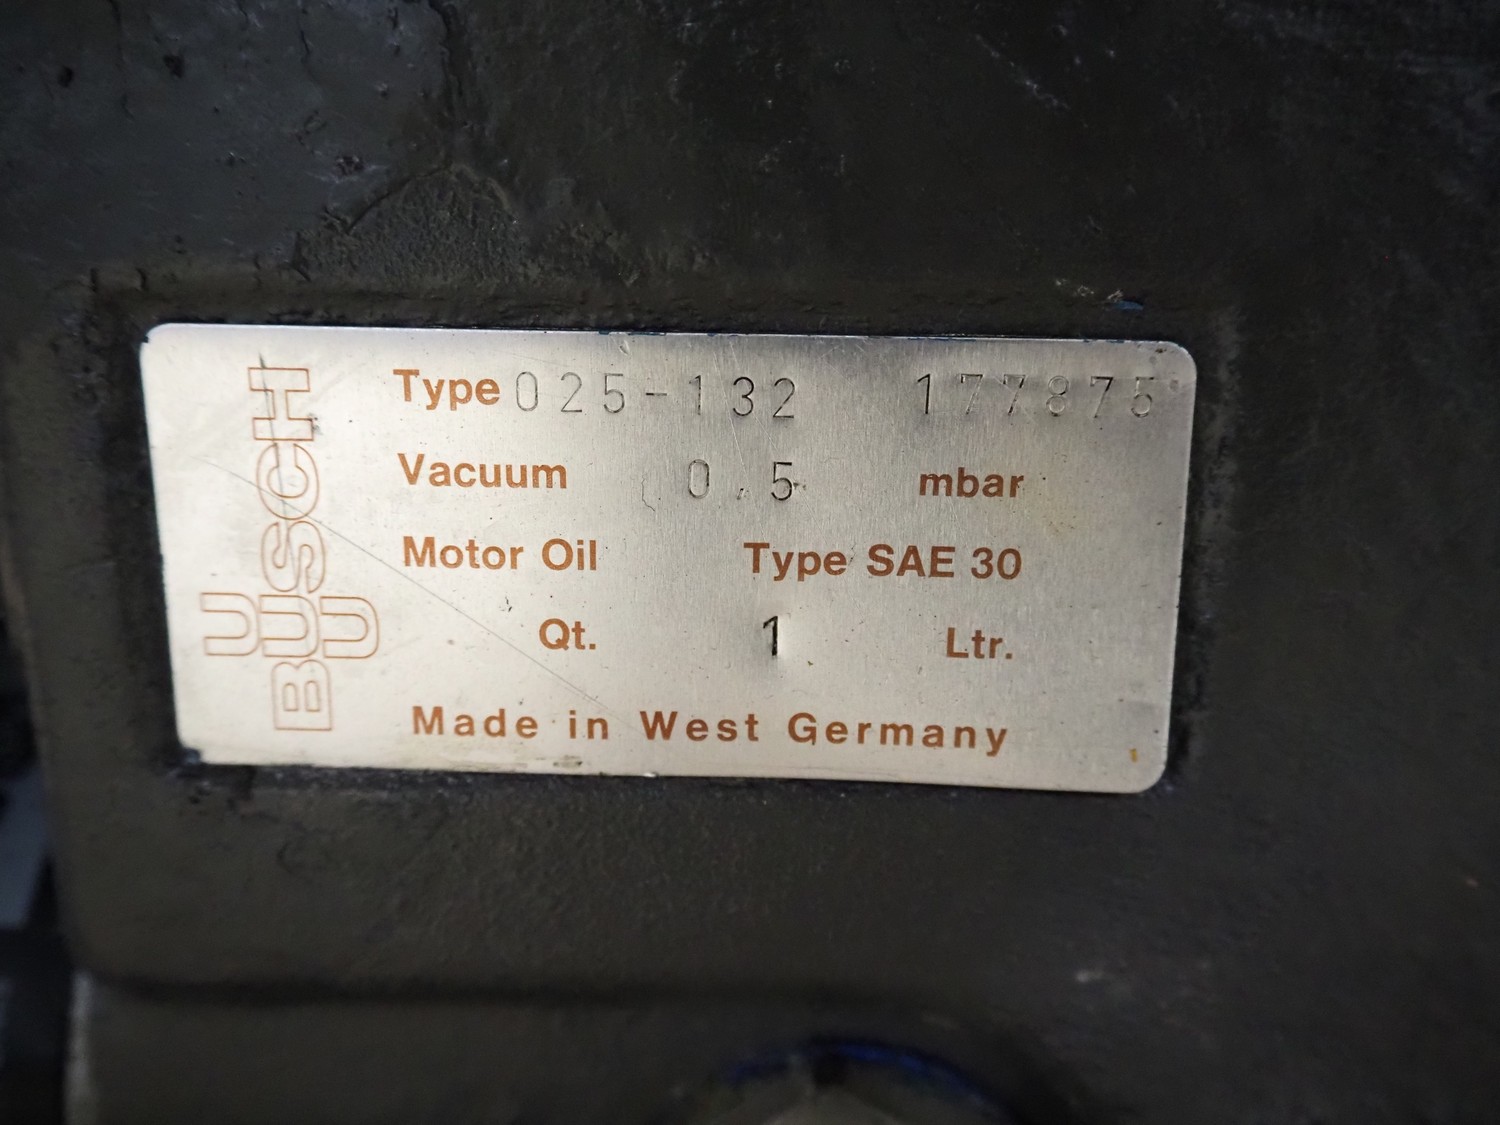 BUSCH
U U
Type 025-132 177875
Vacuum 0.5 mbar
Motor Oil Type SAE 30
Qt. 1 Ltr.
Made in West Germany